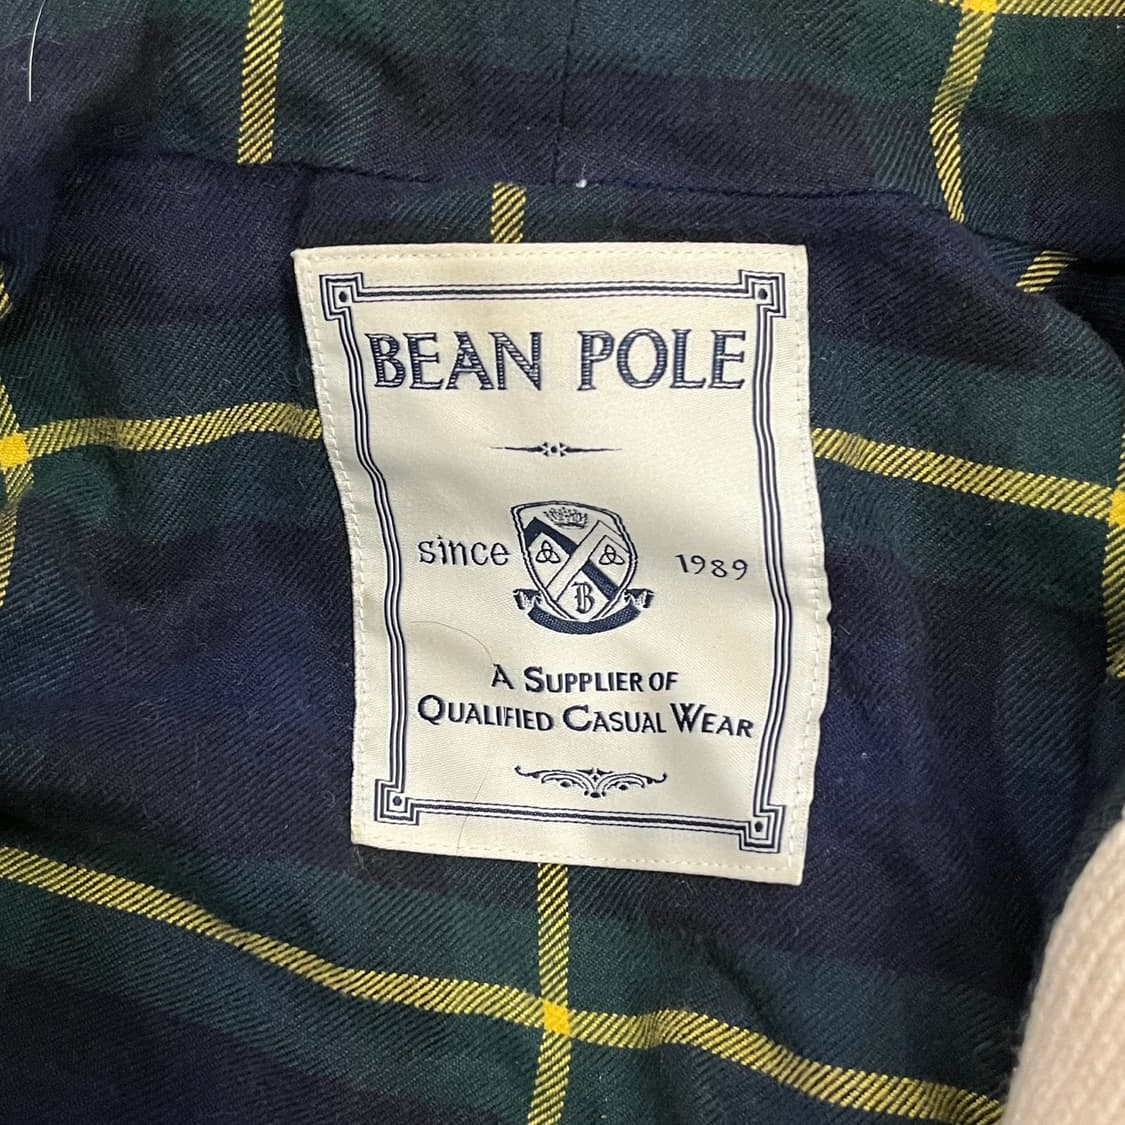 BEAN POLE
since 1989
B
A SUPPLIER OF
QUALIFIED CASUAL WEAR